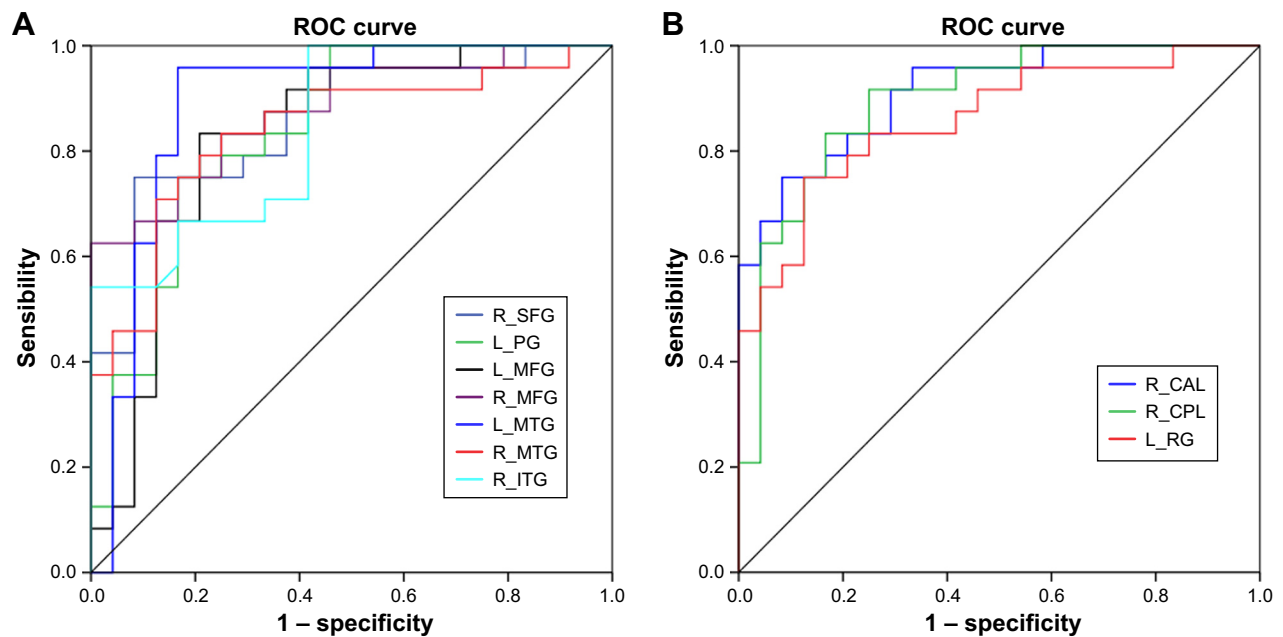 A
ROC curve
Sensibility
1.0
0.8
0.6
0.4
0.2
0.0
R_SFG
L_PG
L_MFG
R_MFG
L_MTG
R_MTG
R_ITG
0.0 0.2 0.4 0.6 0.8 1.0
1 – specificity
B
ROC curve
Sensibility
1.0
0.8
0.6
0.4
0.2
0.0
R_CAL
R_CPL
L_RG
0.0 0.2 0.4 0.6 0.8 1.0
1 – specificity